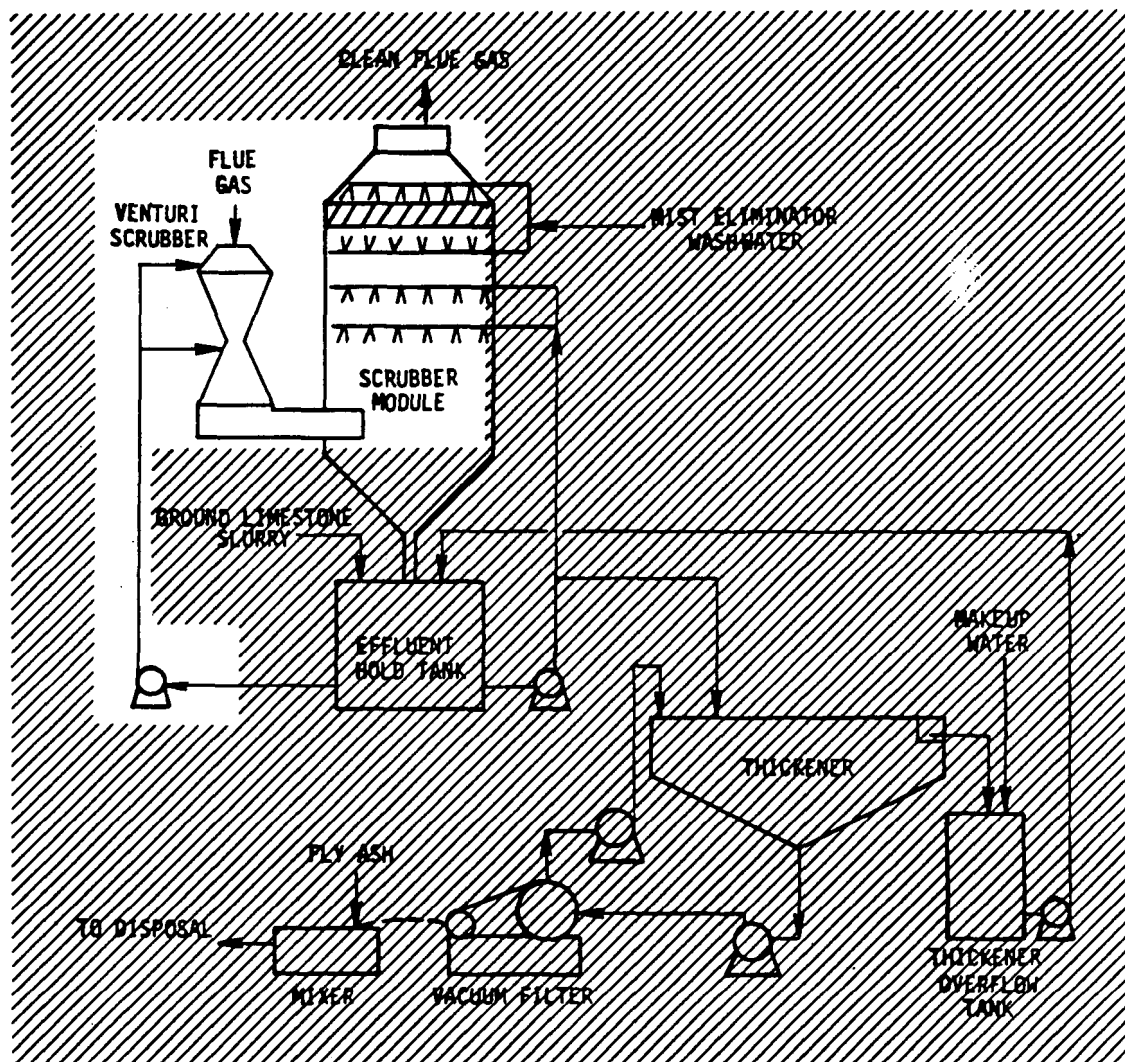 CLEAN FLUE GAS
FLUE
GAS
VENTURI
SCRUBBER
MIST ELIMINATOR
WASHWATER
SCRUBBER
MODULE
GROUND LIMESTONE
SLURRY
EFFLUENT
HOLD TANK
MAKEUP
WATER
THICKENER
FLY ASH
TO DISPOSAL
MIXER
VACUUM FILTER
THICKENER
OVERFLOW
TANK